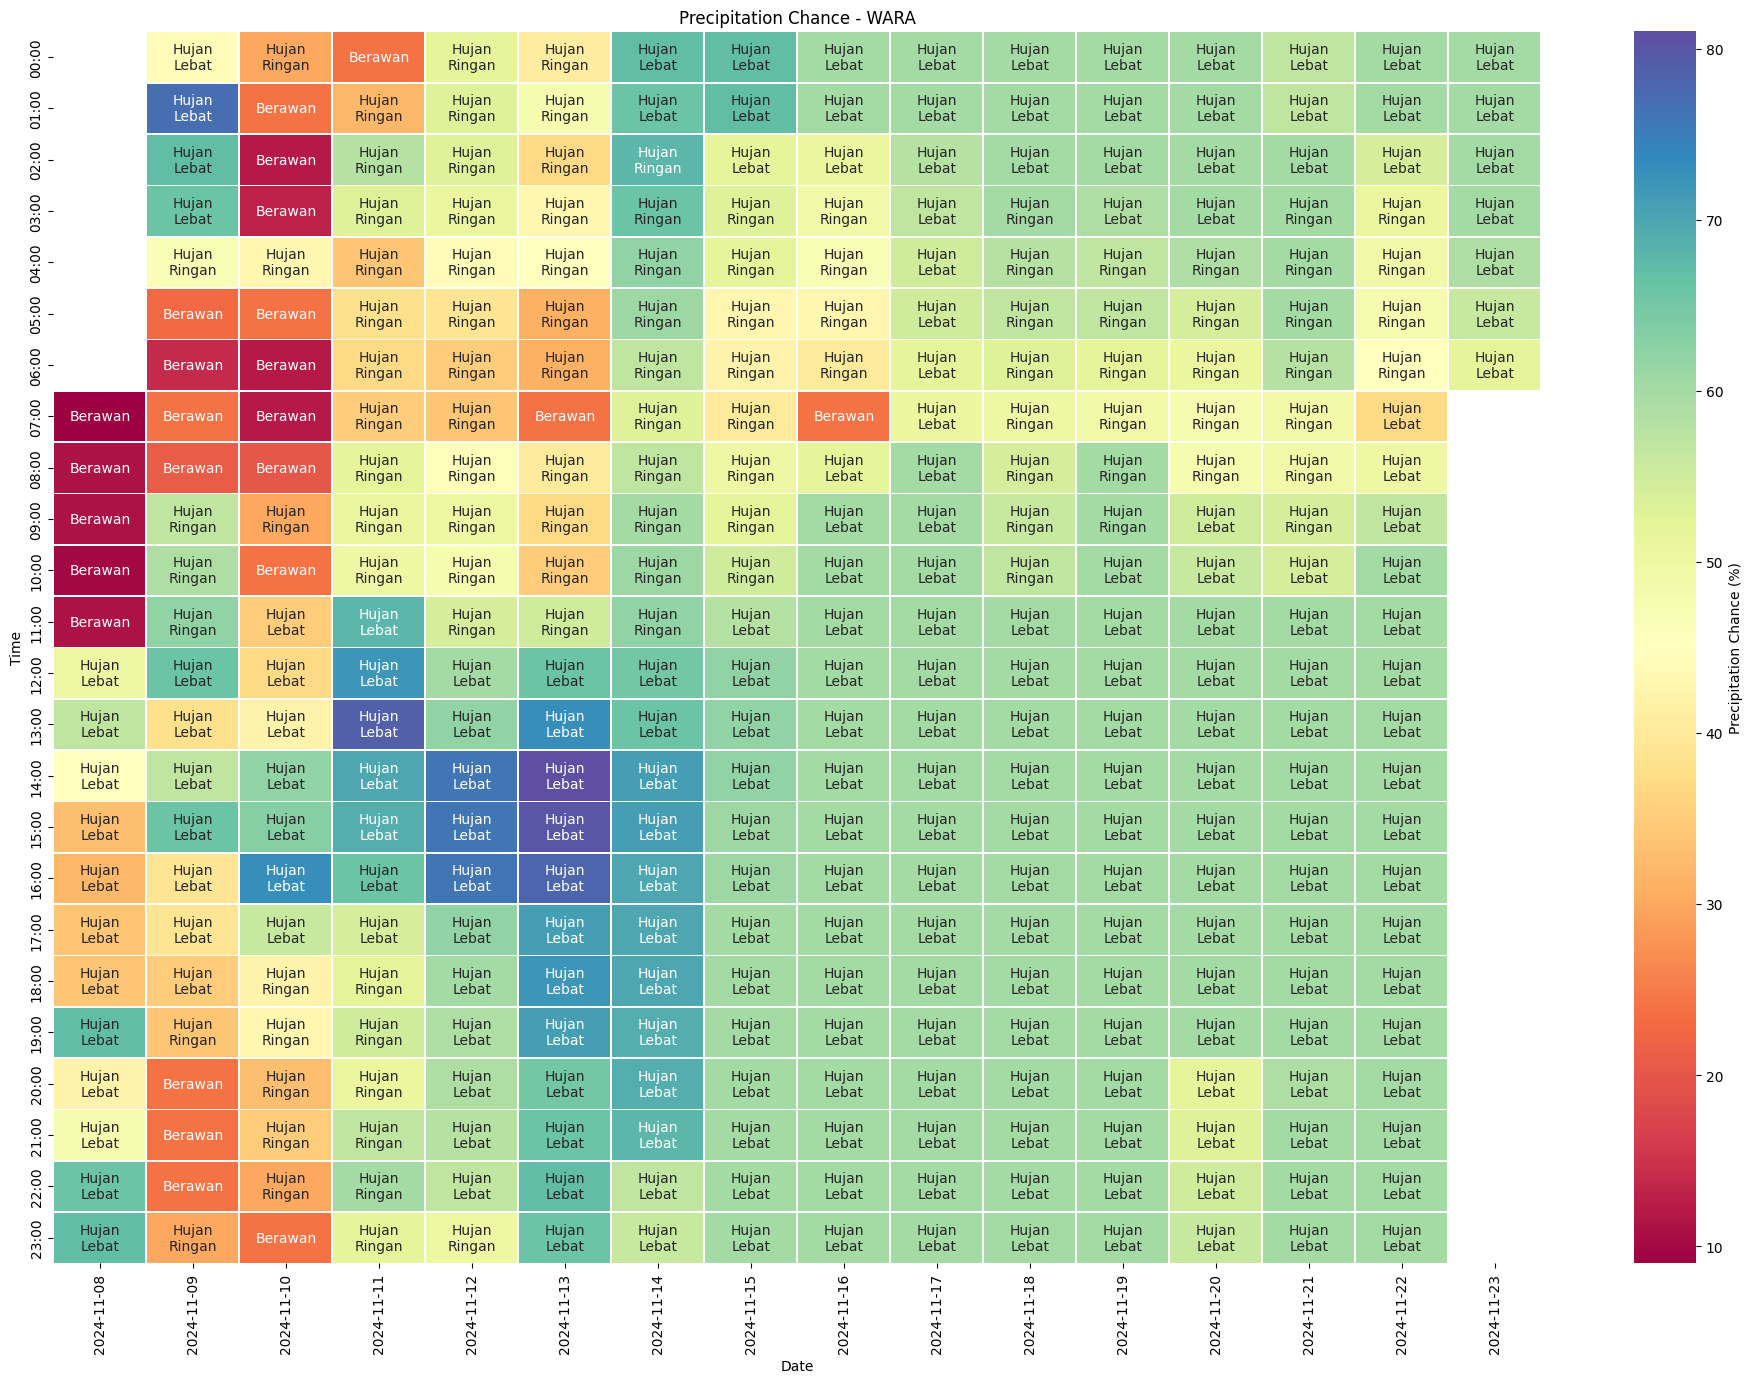 Precipitation Chance - WARA
00:00 Hujan Lebat Hujan Ringan Berawan Hujan Ringan Hujan Ringan Hujan Lebat Hujan Lebat Hujan Lebat Hujan Lebat Hujan Lebat Hujan Lebat Hujan Lebat Hujan Lebat Hujan Lebat Hujan Lebat
01:00 Hujan Lebat Berawan Hujan Ringan Hujan Ringan Hujan Ringan Hujan Lebat Hujan Lebat Hujan Lebat Hujan Lebat Hujan Lebat Hujan Lebat Hujan Lebat Hujan Lebat Hujan Lebat Hujan Lebat
02:00 Hujan Lebat Berawan Hujan Ringan Hujan Ringan Hujan Ringan Hujan Ringan Hujan Lebat Hujan Lebat Hujan Lebat Hujan Lebat Hujan Lebat Hujan Lebat Hujan Lebat Hujan Lebat Hujan Lebat
03:00 Hujan Lebat Berawan Hujan Ringan Hujan Ringan Hujan Ringan Hujan Ringan Hujan Ringan Hujan Ringan Hujan Lebat Hujan Ringan Hujan Lebat Hujan Lebat Hujan Ringan Hujan Ringan Hujan Lebat
04:00 Hujan Ringan Hujan Ringan Hujan Ringan Hujan Ringan Hujan Ringan Hujan Ringan Hujan Ringan Hujan Ringan Hujan Lebat Hujan Ringan Hujan Ringan Hujan Ringan Hujan Ringan Hujan Ringan Hujan Lebat
05:00 Berawan Berawan Hujan Ringan Hujan Ringan Hujan Ringan Hujan Ringan Hujan Ringan Hujan Ringan Hujan Lebat Hujan Ringan Hujan Ringan Hujan Ringan Hujan Ringan Hujan Ringan Hujan Lebat
06:00 Berawan Berawan Hujan Ringan Hujan Ringan Hujan Ringan Hujan Ringan Hujan Ringan Hujan Ringan Hujan Lebat Hujan Ringan Hujan Ringan Hujan Ringan Hujan Ringan Hujan Ringan Hujan Lebat
07:00 Berawan Berawan Berawan Hujan Ringan Hujan Ringan Berawan Hujan Ringan Hujan Ringan Berawan Hujan Lebat Hujan Ringan Hujan Ringan Hujan Ringan Hujan Ringan Hujan Lebat
08:00 Berawan Berawan Berawan Hujan Ringan Hujan Ringan Hujan Ringan Hujan Ringan Hujan Ringan Hujan Lebat Hujan Lebat Hujan Ringan Hujan Ringan Hujan Ringan Hujan Ringan Hujan Lebat
09:00 Berawan Hujan Ringan Hujan Ringan Hujan Ringan Hujan Ringan Hujan Ringan Hujan Ringan Hujan Ringan Hujan Lebat Hujan Lebat Hujan Ringan Hujan Ringan Hujan Lebat Hujan Ringan Hujan Lebat
10:00 Berawan Hujan Ringan Berawan Hujan Ringan Hujan Ringan Hujan Ringan Hujan Ringan Hujan Ringan Hujan Lebat Hujan Lebat Hujan Ringan Hujan Lebat Hujan Lebat Hujan Lebat Hujan Lebat
11:00 Berawan Hujan Ringan Hujan Lebat Hujan Lebat Hujan Ringan Hujan Ringan Hujan Ringan Hujan Lebat Hujan Lebat Hujan Lebat Hujan Lebat Hujan Lebat Hujan Lebat Hujan Lebat Hujan Lebat
12:00 Hujan Lebat Hujan Lebat Hujan Lebat Hujan Lebat Hujan Lebat Hujan Lebat Hujan Lebat Hujan Lebat Hujan Lebat Hujan Lebat Hujan Lebat Hujan Lebat Hujan Lebat Hujan Lebat Hujan Lebat
13:00 Hujan Lebat Hujan Lebat Hujan Lebat Hujan Lebat Hujan Lebat Hujan Lebat Hujan Lebat Hujan Lebat Hujan Lebat Hujan Lebat Hujan Lebat Hujan Lebat Hujan Lebat Hujan Lebat Hujan Lebat
14:00 Hujan Lebat Hujan Lebat Hujan Lebat Hujan Lebat Hujan Lebat Hujan Lebat Hujan Lebat Hujan Lebat Hujan Lebat Hujan Lebat Hujan Lebat Hujan Lebat Hujan Lebat Hujan Lebat Hujan Lebat
15:00 Hujan Lebat Hujan Lebat Hujan Lebat Hujan Lebat Hujan Lebat Hujan Lebat Hujan Lebat Hujan Lebat Hujan Lebat Hujan Lebat Hujan Lebat Hujan Lebat Hujan Lebat Hujan Lebat Hujan Lebat
16:00 Hujan Lebat Hujan Lebat Hujan Lebat Hujan Lebat Hujan Lebat Hujan Lebat Hujan Lebat Hujan Lebat Hujan Lebat Hujan Lebat Hujan Lebat Hujan Lebat Hujan Lebat Hujan Lebat Hujan Lebat
17:00 Hujan Lebat Hujan Lebat Hujan Lebat Hujan Lebat Hujan Lebat Hujan Lebat Hujan Lebat Hujan Lebat Hujan Lebat Hujan Lebat Hujan Lebat Hujan Lebat Hujan Lebat Hujan Lebat Hujan Lebat
18:00 Hujan Lebat Hujan Lebat Hujan Ringan Hujan Ringan Hujan Lebat Hujan Lebat Hujan Lebat Hujan Lebat Hujan Lebat Hujan Lebat Hujan Lebat Hujan Lebat Hujan Lebat Hujan Lebat Hujan Lebat
19:00 Hujan Lebat Hujan Ringan Hujan Ringan Hujan Ringan Hujan Lebat Hujan Lebat Hujan Lebat Hujan Lebat Hujan Lebat Hujan Lebat Hujan Lebat Hujan Lebat Hujan Lebat Hujan Lebat Hujan Lebat
20:00 Hujan Lebat Berawan Hujan Ringan Hujan Ringan Hujan Lebat Hujan Lebat Hujan Lebat Hujan Lebat Hujan Lebat Hujan Lebat Hujan Lebat Hujan Lebat Hujan Lebat Hujan Lebat Hujan Lebat
21:00 Hujan Lebat Berawan Hujan Ringan Hujan Ringan Hujan Lebat Hujan Lebat Hujan Lebat Hujan Lebat Hujan Lebat Hujan Lebat Hujan Lebat Hujan Lebat Hujan Lebat Hujan Lebat Hujan Lebat
22:00 Hujan Lebat Berawan Hujan Ringan Hujan Ringan Hujan Lebat Hujan Lebat Hujan Lebat Hujan Lebat Hujan Lebat Hujan Lebat Hujan Lebat Hujan Lebat Hujan Lebat Hujan Lebat Hujan Lebat
23:00 Hujan Lebat Hujan Ringan Berawan Hujan Ringan Hujan Ringan Hujan Lebat Hujan Lebat Hujan Lebat Hujan Lebat Hujan Lebat Hujan Lebat Hujan Lebat Hujan Lebat Hujan Lebat Hujan Lebat
Time
2024-11-08
2024-11-09
2024-11-10
2024-11-11
2024-11-12
2024-11-13
2024-11-14
2024-11-15
2024-11-16
2024-11-17
2024-11-18
2024-11-19
2024-11-20
2024-11-21
2024-11-22
2024-11-23
Date
80
70
60
50
40
30
20
10
Precipitation Chance (%)